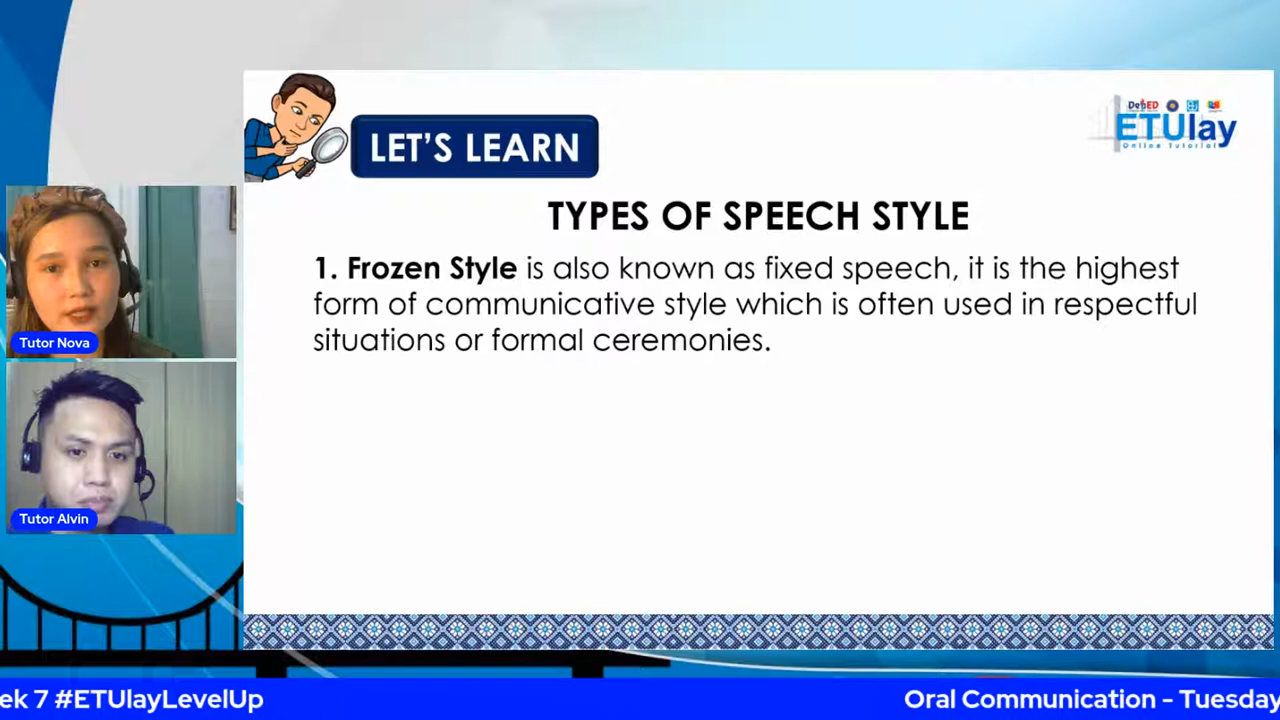 LET'S LEARN
DepED
ETUlay
Online Tutorial
TYPES OF SPEECH STYLE
1. Frozen Style is also known as fixed speech, it is the highest
form of communicative style which is often used in respectful
situations or formal ceremonies.
Tutor Nova
Tutor Alvin
ek 7 #ETUlayLevelUp
Oral Communication - Tuesday